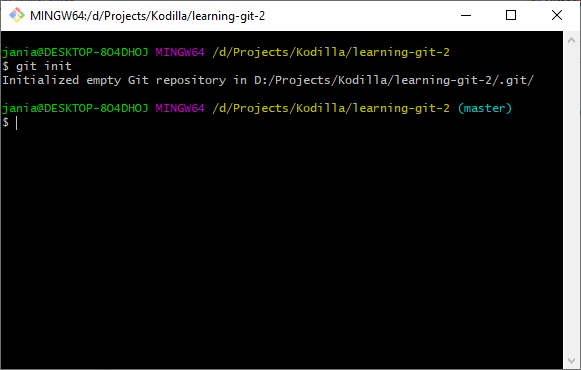 MINGW64:/d/Projects/Kodilla/learning-git-2
jania@DESKTOP-8O4DHOJ MINGW64 /d/Projects/Kodilla/learning-git-2
$ git init
Initialized empty Git repository in D:/Projects/Kodilla/learning-git-2/.git/
jania@DESKTOP-8O4DHOJ MINGW64 /d/Projects/Kodilla/learning-git-2 (master)
$